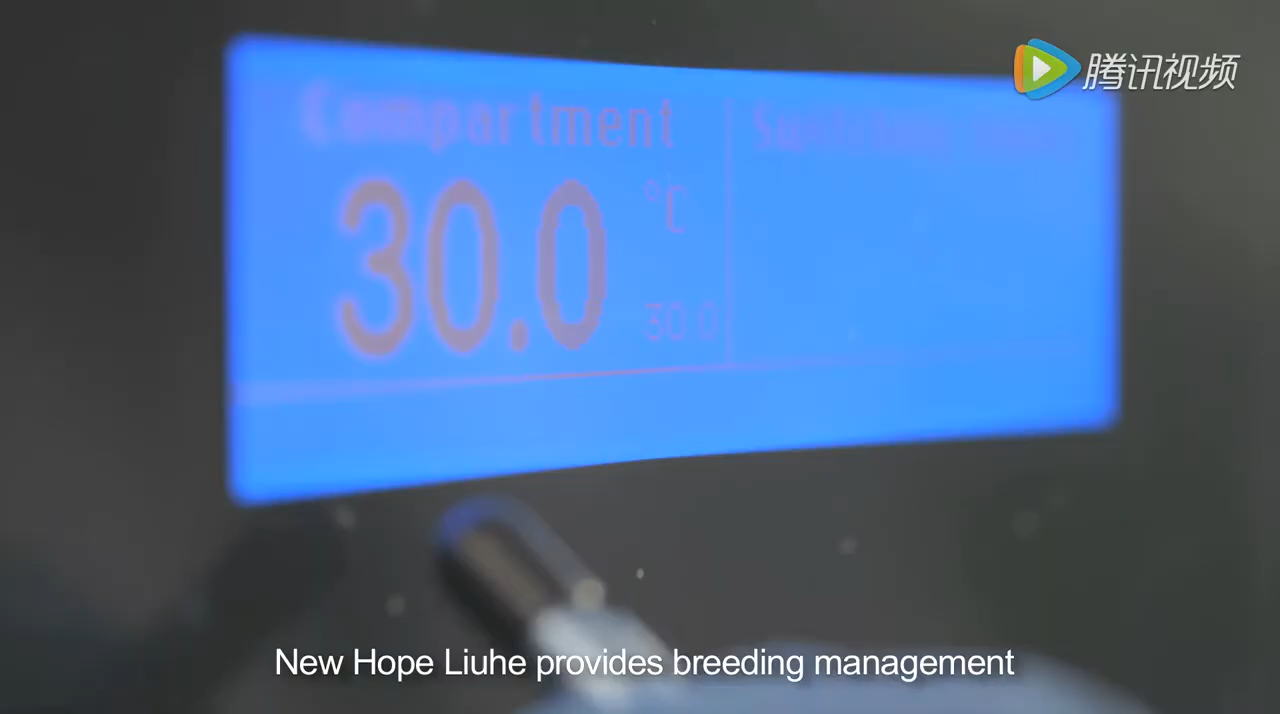 腾讯视频
Compartment
30.0 °C
30.0
New Hope Liuhe provides breeding management